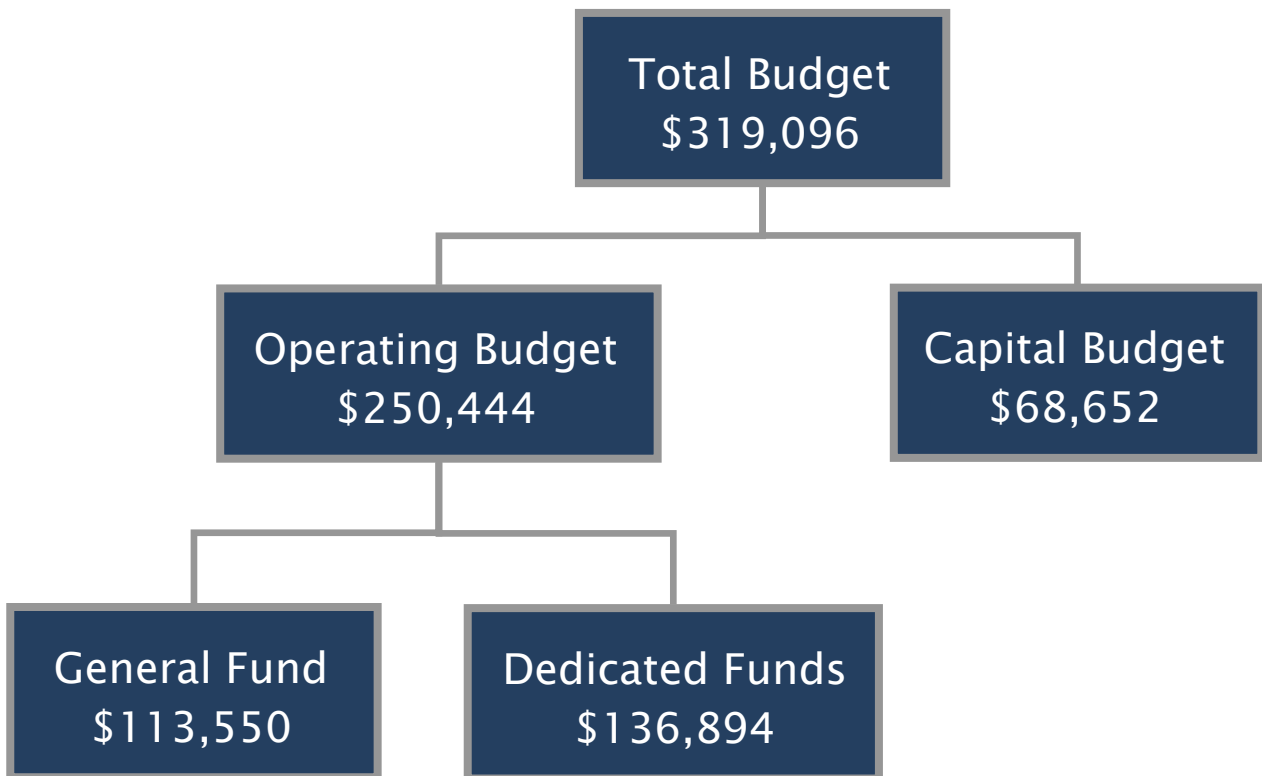 Total Budget
$319,096
Operating Budget
$250,444
Capital Budget
$68,652
General Fund
$113,550
Dedicated Funds
$136,894